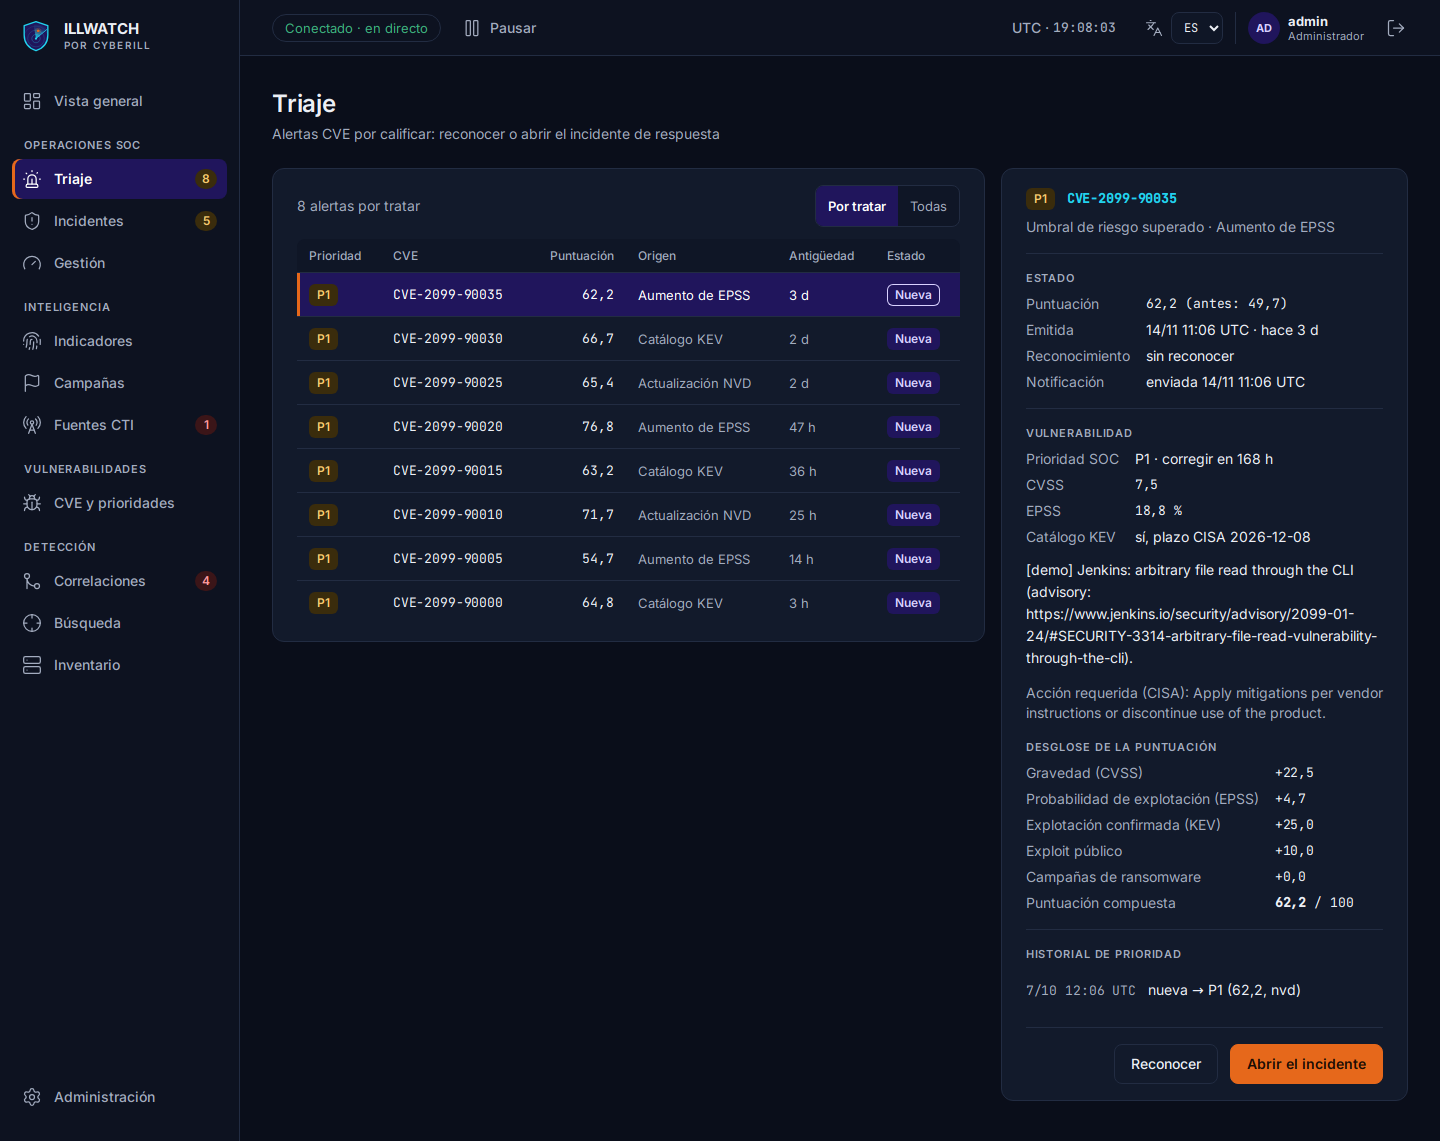 ILLWATCH
POR CYBERILL
Vista general
OPERACIONES SOC
Triaje 8
Incidentes 5
Gestión
INTELIGENCIA
Indicadores
Campañas
Fuentes CTI 1
VULNERABILIDADES
CVE y prioridades
DETECCIÓN
Correlaciones 4
Búsqueda
Inventario
Administración
Conectado · en directo Pausar UTC · 19:08:03 ES AD admin
Administrador
Triaje
Alertas CVE por calificar: reconocer o abrir el incidente de respuesta
8 alertas por tratar Por tratar Todas
Prioridad CVE Puntuación Origen Antigüedad Estado
P1 CVE-2099-90035 62,2 Aumento de EPSS 3 d Nueva
P1 CVE-2099-90030 66,7 Catálogo KEV 2 d Nueva
P1 CVE-2099-90025 65,4 Actualización NVD 2 d Nueva
P1 CVE-2099-90020 76,8 Aumento de EPSS 47 h Nueva
P1 CVE-2099-90015 63,2 Catálogo KEV 36 h Nueva
P1 CVE-2099-90010 71,7 Actualización NVD 25 h Nueva
P1 CVE-2099-90005 54,7 Aumento de EPSS 14 h Nueva
P1 CVE-2099-90000 64,8 Catálogo KEV 3 h Nueva
P1 CVE-2099-90035
Umbral de riesgo superado · Aumento de EPSS
ESTADO
Puntuación 62,2 (antes: 49,7)
Emitida 14/11 11:06 UTC · hace 3 d
Reconocimiento sin reconocer
Notificación enviada 14/11 11:06 UTC
VULNERABILIDAD
Prioridad SOC P1 · corregir en 168 h
CVSS 7,5
EPSS 18,8 %
Catálogo KEV sí, plazo CISA 2026-12-08
[demo] Jenkins: arbitrary file read through the CLI
(advisory:
https://www.jenkins.io/security/advisory/2099-01-
24/#SECURITY-3314-arbitrary-file-read-vulnerability-
through-the-cli).
Acción requerida (CISA): Apply mitigations per vendor
instructions or discontinue use of the product.
DESGLOSE DE LA PUNTUACIÓN
Gravedad (CVSS) +22,5
Probabilidad de explotación (EPSS) +4,7
Explotación confirmada (KEV) +25,0
Exploit público +10,0
Campañas de ransomware +0,0
Puntuación compuesta 62,2 / 100
HISTORIAL DE PRIORIDAD
7/10 12:06 UTC nueva → P1 (62,2, nvd)
Reconocer Abrir el incidente